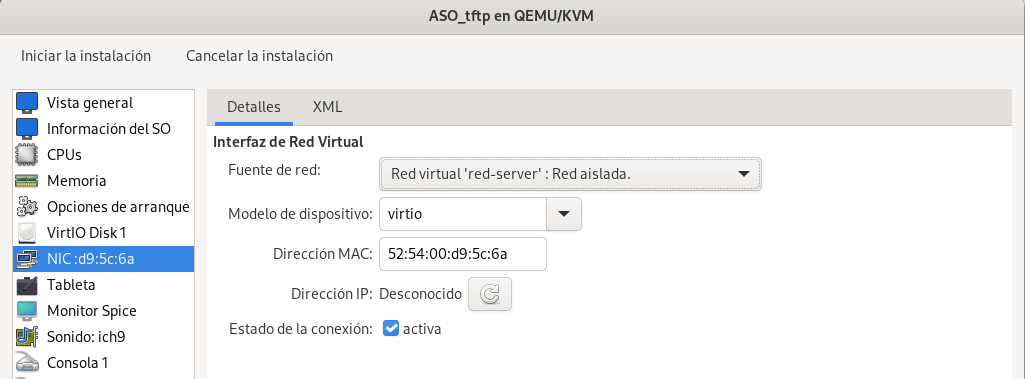 ASO_tftp en QEMU/KVM
Iniciar la instalación Cancelar la instalación
Vista general
Información del SO
CPUs
Memoria
Opciones de arranque
VirtIO Disk 1
NIC :d9:5c:6a
Tableta
Monitor Spice
Sonido: ich9
Consola 1
Detalles XML
Interfaz de Red Virtual
Fuente de red: Red virtual 'red-server' : Red aislada.
Modelo de dispositivo: virtio
Dirección MAC: 52:54:00:d9:5c:6a
Dirección IP: Desconocido
Estado de la conexión: activa